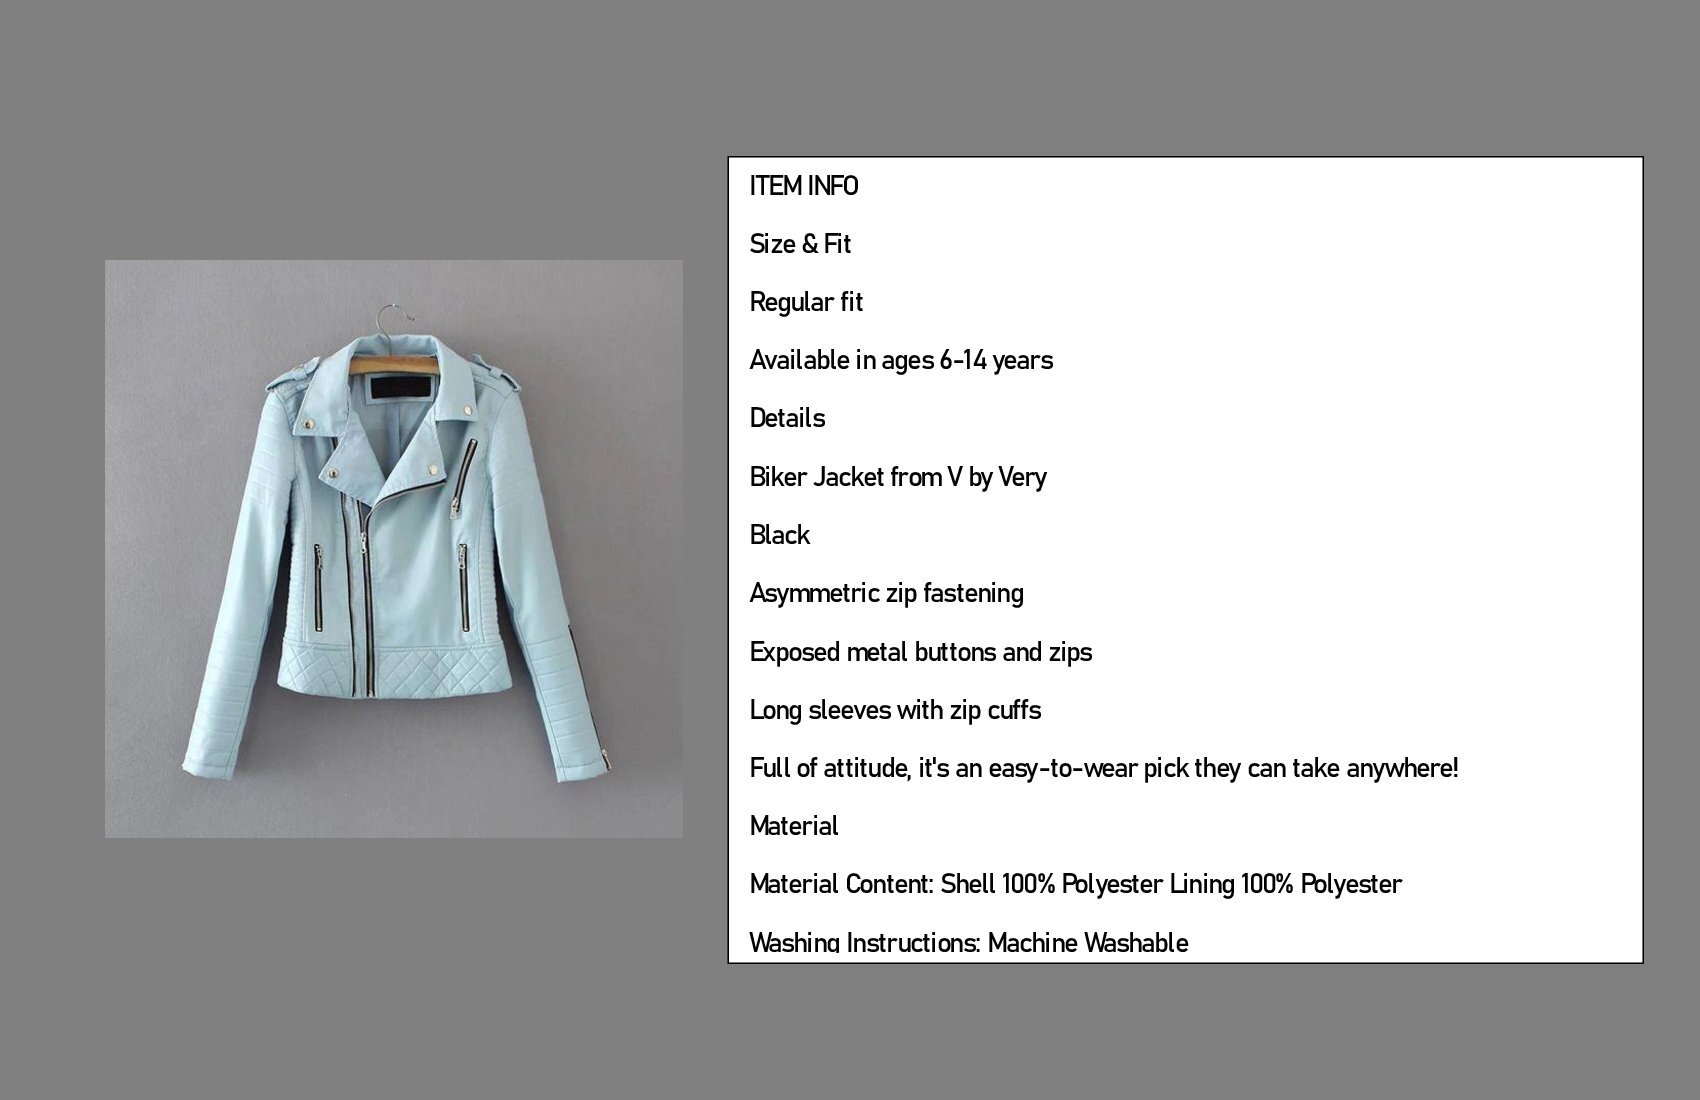 ITEM INFO
Size & Fit
Regular fit
Available in ages 6-14 years
Details
Biker Jacket from V by Very
Black
Asymmetric zip fastening
Exposed metal buttons and zips
Long sleeves with zip cuffs
Full of attitude, it's an easy-to-wear pick they can take anywhere!
Material
Material Content: Shell 100% Polyester Lining 100% Polyester
Washing Instructions: Machine Washable